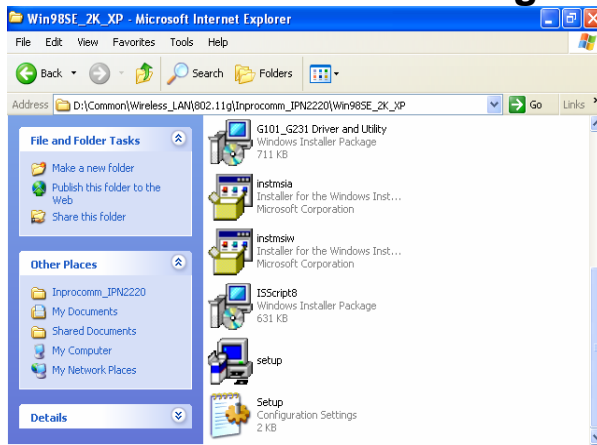 Win98SE_2K_XP - Microsoft Internet Explorer
File Edit View Favorites Tools Help
Back Search Folders
Address D:\Common\Wireless_LAN\802.11g\Inprocomm_IPN2220\Win98SE_2K_XP Go Links
File and Folder Tasks
Make a new folder
Publish this folder to the
Web
Share this folder
Other Places
Inprocomm_IPN2220
My Documents
Shared Documents
My Computer
My Network Places
Details
G101_G231 Driver and Utility
Windows Installer Package
711 KB
instmsia
Installer for the Windows Inst...
Microsoft Corporation
instmsiw
Installer for the Windows Inst...
Microsoft Corporation
ISScript8
Windows Installer Package
631 KB
setup
Setup
Configuration Settings
2 KB